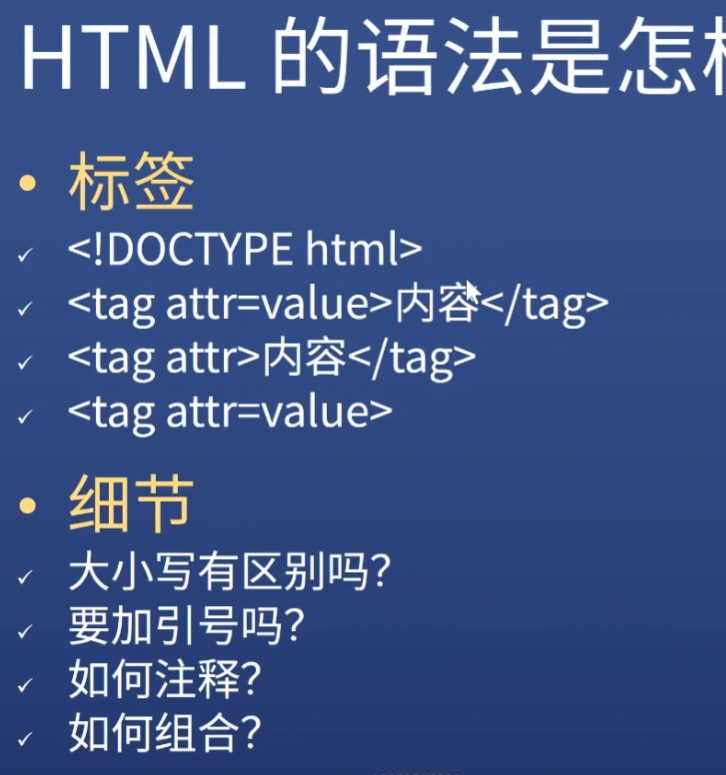 HTML 的语法是怎
• 标签
✓ <!DOCTYPE html>
✓ <tag attr=value>内容</tag>
✓ <tag attr>内容</tag>
✓ <tag attr=value>
• 细节
✓ 大小写有区别吗？
✓ 要加引号吗？
✓ 如何注释？
✓ 如何组合？